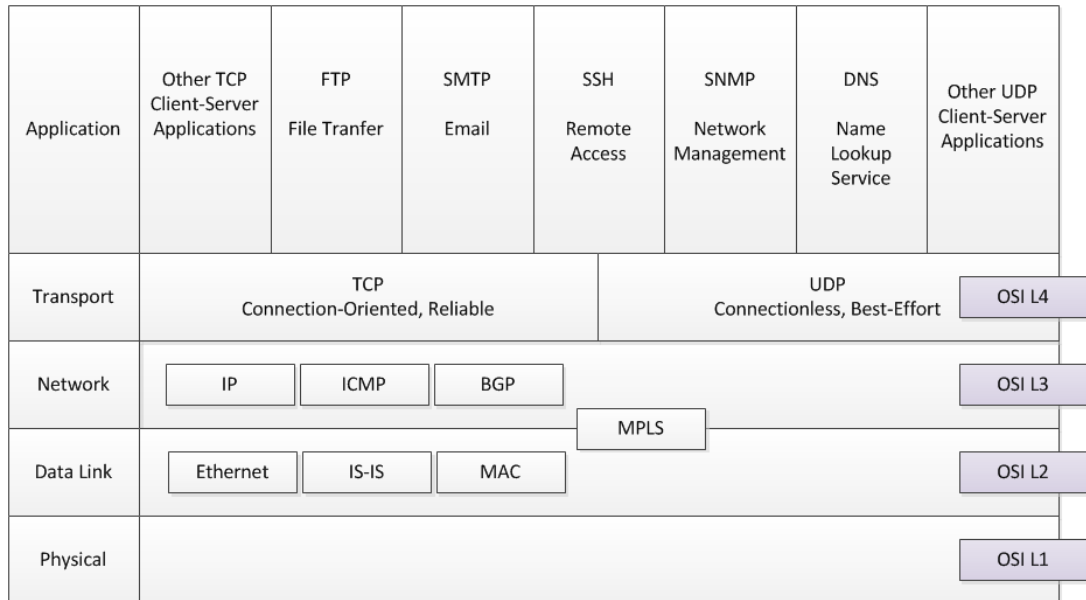 Application
Other TCP
Client-Server
Applications
FTP
File Tranfer
SMTP
Email
SSH
Remote
Access
SNMP
Network
Management
DNS
Name
Lookup
Service
Other UDP
Client-Server
Applications
Transport
TCP
Connection-Oriented, Reliable
UDP
Connectionless, Best-Effort
OSI L4
Network
IP
ICMP
BGP
OSI L3
MPLS
Data Link
Ethernet
IS-IS
MAC
OSI L2
Physical
OSI L1